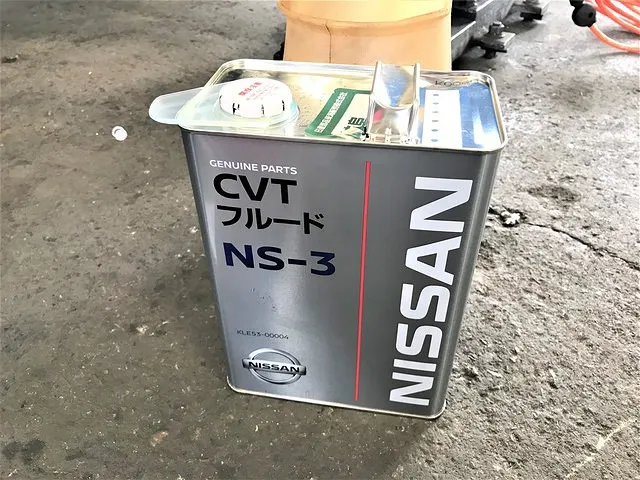 GENUINE PARTS
CVT
フルード
NS-3
KLE53-00004
NISSAN
NISSAN